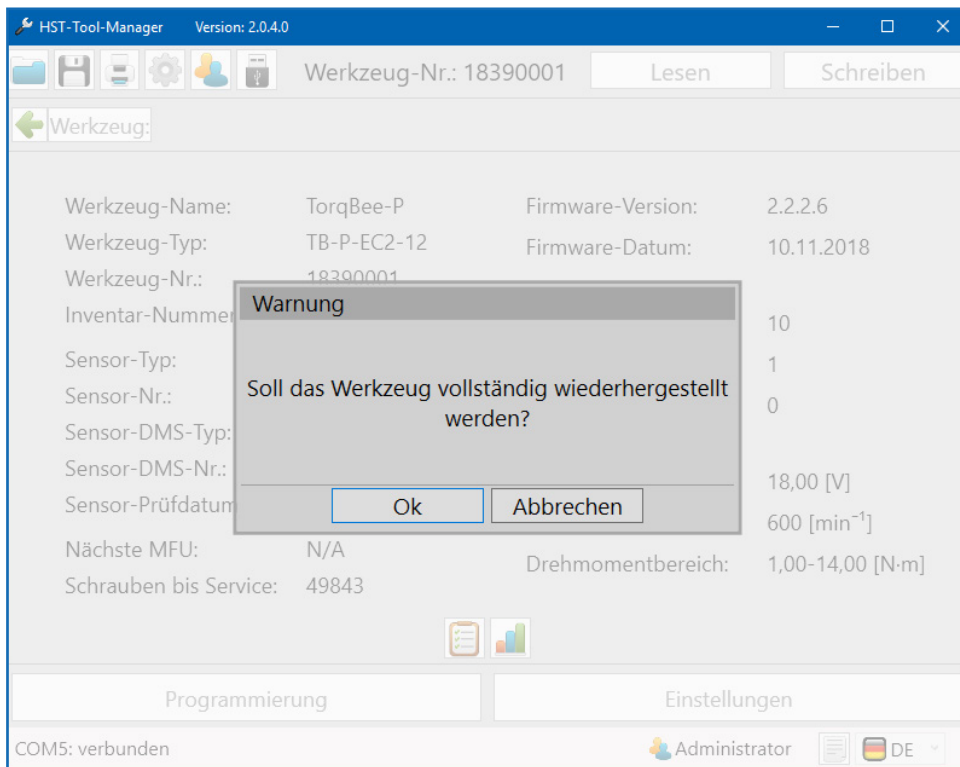 HST-Tool-Manager Version: 2.0.4.0
Werkzeug-Nr.: 18390001 Lesen Schreiben
Werkzeug:
Werkzeug-Name: TorqBee-P Firmware-Version: 2.2.2.6
Werkzeug-Typ: TB-P-EC2-12 Firmware-Datum: 10.11.2018
Werkzeug-Nr.: 18390001
Inventar-Nummer 10
Sensor-Typ: 1
Sensor-Nr.: 0
Sensor-DMS-Typ:
Sensor-DMS-Nr.: 18,00 [V]
Sensor-Prüfdatum 600 [min⁻¹]
Nächste MFU: N/A Drehmomentbereich: 1,00-14,00 [N·m]
Schrauben bis Service: 49843
Warnung
Soll das Werkzeug vollständig wiederhergestellt
werden?
Ok Abbrechen
Programmierung Einstellungen
COM5: verbunden Administrator DE